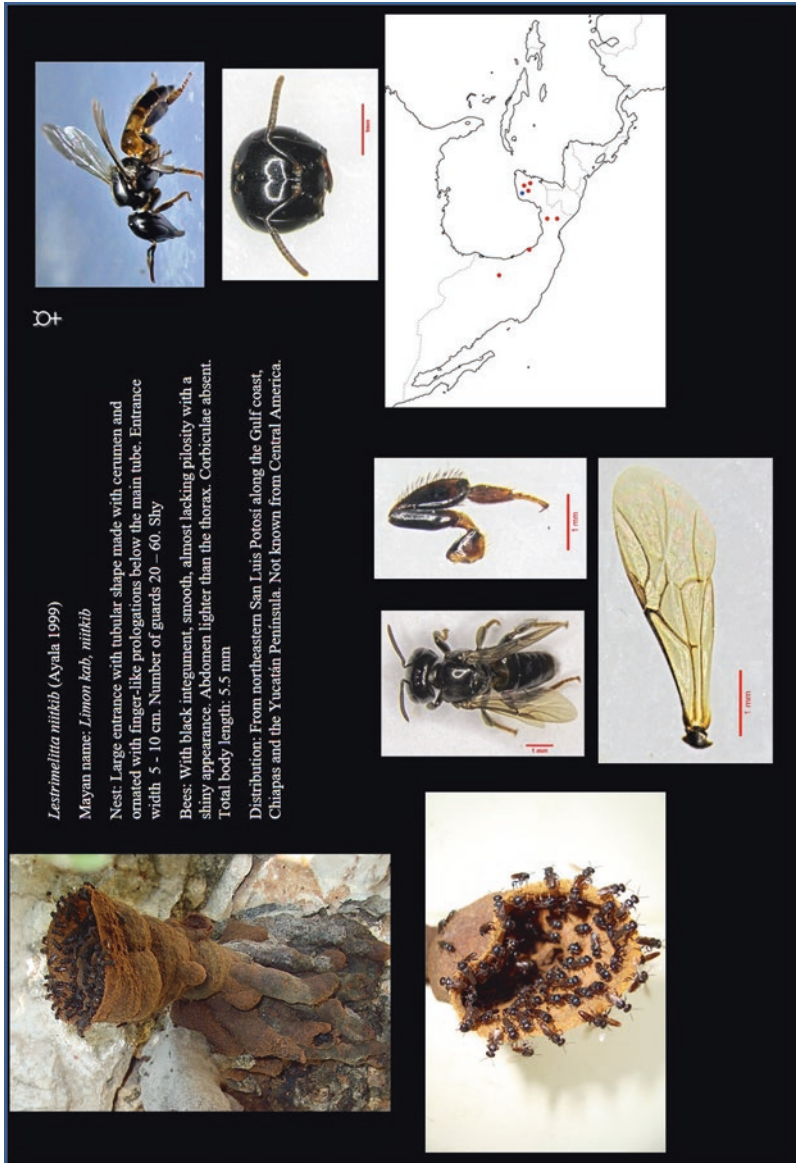 Lestrimelitta niitkib (Ayala 1999)
Mayan name: Limon kab, niitkib
Nest: Large entrance with tubular shape made with cerumen and
ornated with finger-like prologations below the main tube. Entrance
width 5 - 10 cm. Number of guards 20 – 60. Shy
Bees: With black integument, smooth, almost lacking pilosity with a
shiny appearance. Abdomen lighter than the thorax. Corbiculae absent.
Total body length: 5.5 mm
Distribution: From northeastern San Luis Potosí along the Gulf coast,
Chiapas and the Yucatán Península. Not known from Central America.
☿
1mm
1 mm
1 mm
1 mm